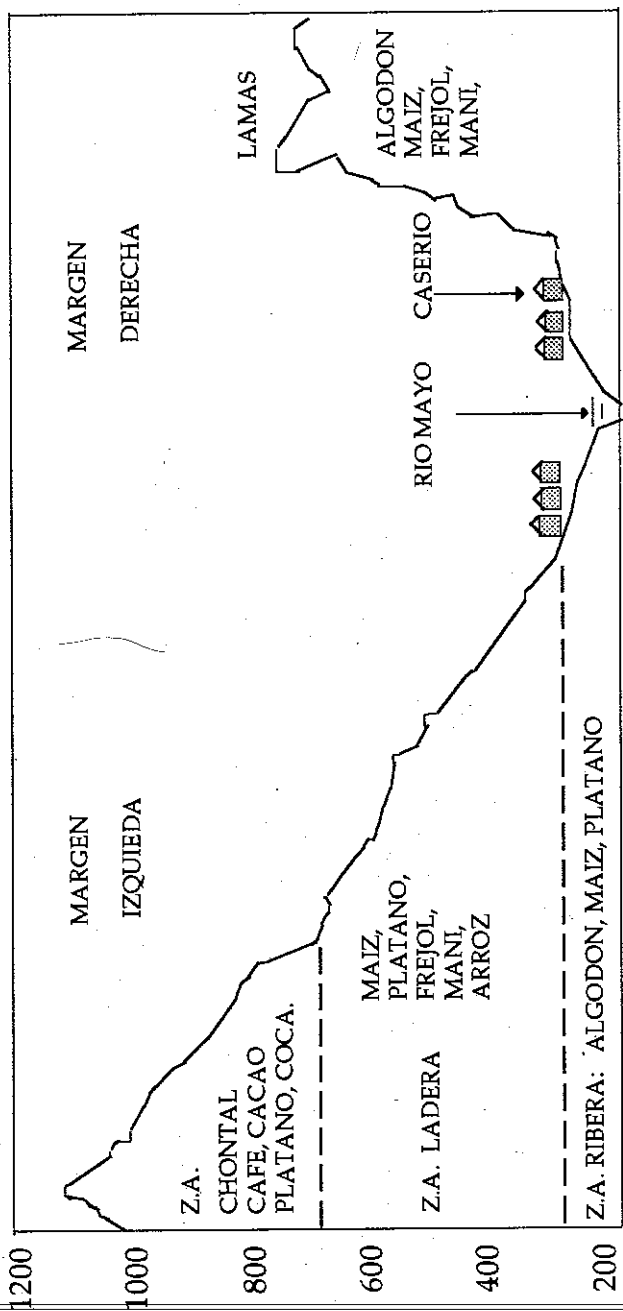 MARGEN
IZQUIEDA
MARGEN
DERECHA
LAMAS
ALGODON
MAIZ,
FREJOL,
MANI,
CASERIO
RIO MAYO
Z.A.
CHONTAL
CAFE, CACAO
PLATANO, COCA.
MAIZ,
PLATANO,
FREJOL,
MANI,
ARROZ
Z.A. LADERA
Z.A. RIBERA: ALGODON, MAIZ, PLATANO
1200
1000
800
600
400
200